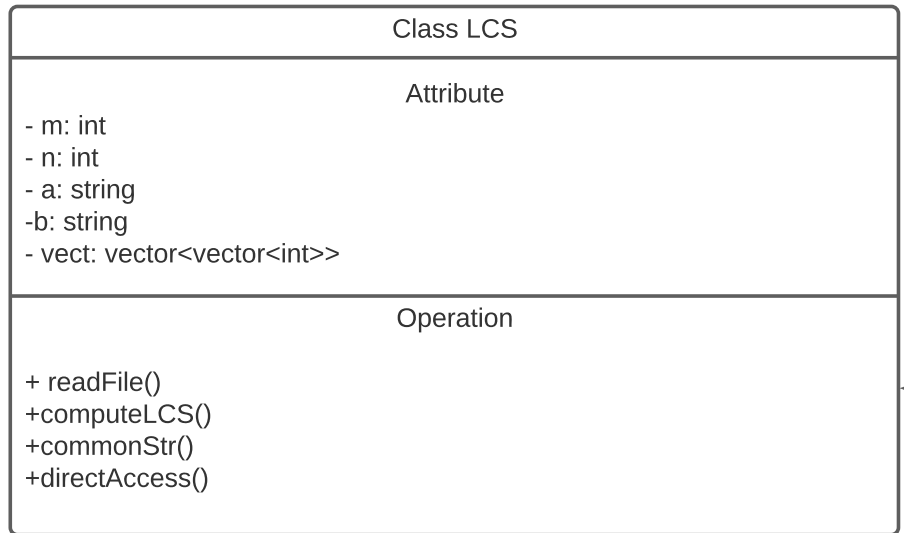 Class LCS
Attribute
- m: int
- n: int
- a: string
-b: string
- vect: vector<vector<int>>
Operation
+ readFile()
+computeLCS()
+commonStr()
+directAccess()